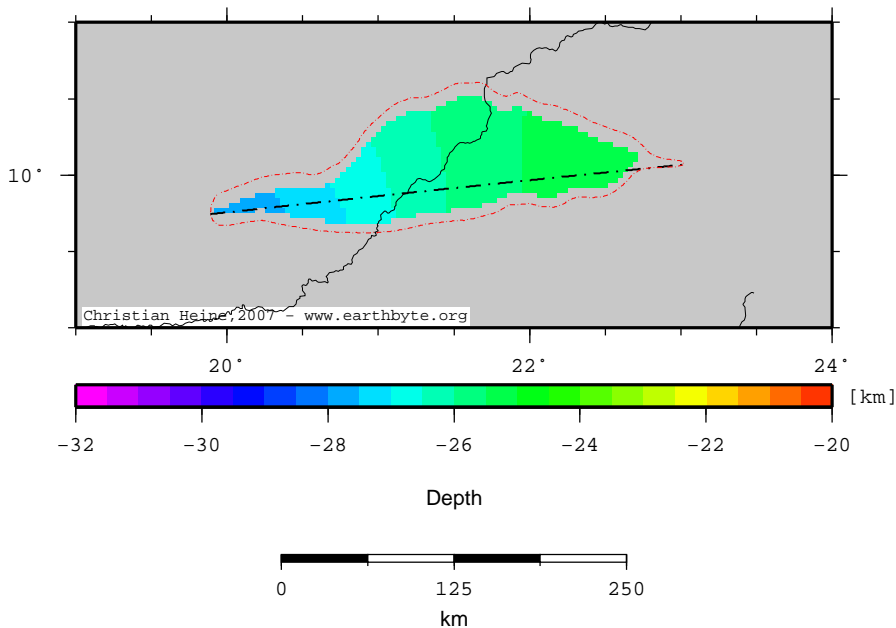 10°
Christian Heine,2007 - www.earthbyte.org
20° 22° 24°
[km]
-32 -30 -28 -26 -24 -22 -20
Depth
0 125 250
km